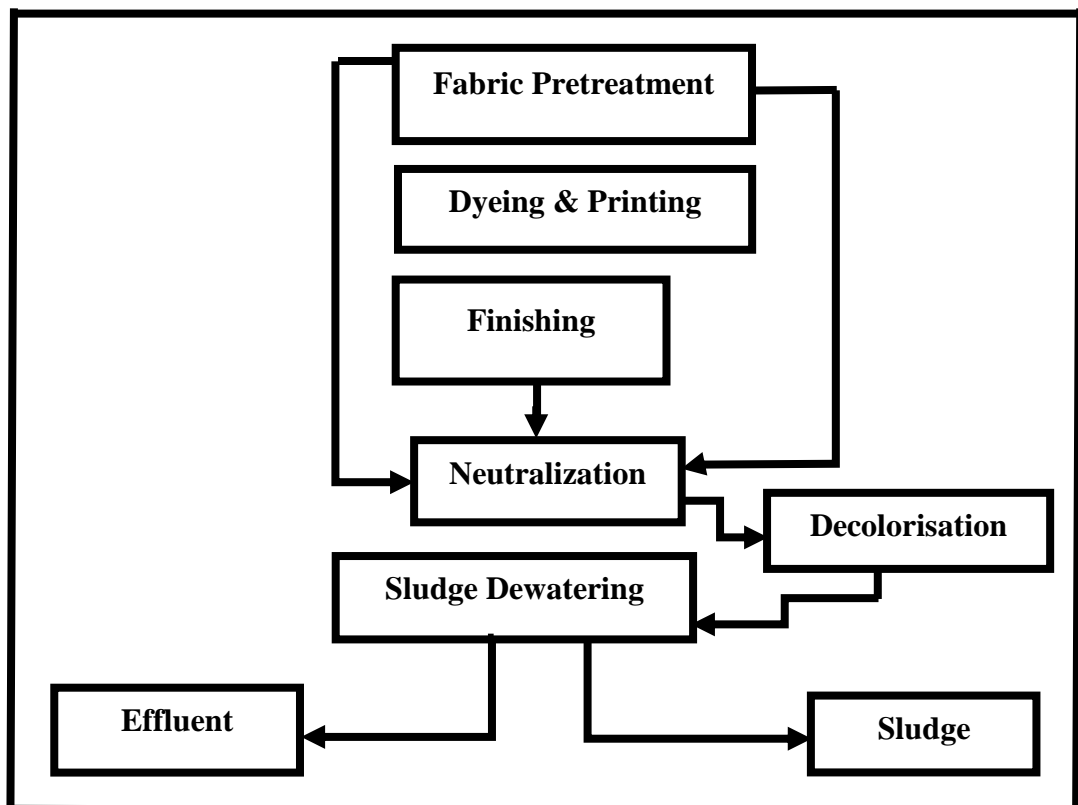 Fabric Pretreatment
Dyeing & Printing
Finishing
Neutralization
Decolorisation
Sludge Dewatering
Effluent
Sludge